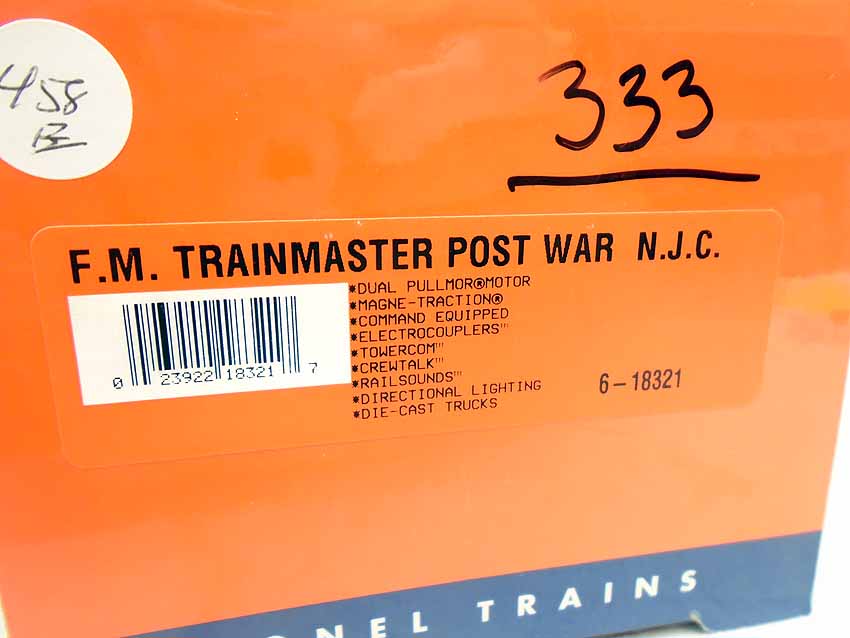 458
333
F.M. TRAINMASTER POST WAR N.J.C.
*DUAL PULLMOR®MOTOR
*MAGNE-TRACTION®
*COMMAND EQUIPPED
*ELECTROCOUPLERS™
*TOWERCOM™
*CREWTALK™
*RAILSOUNDS™
*DIRECTIONAL LIGHTING
*DIE-CAST TRUCKS
0 23922 18321 7
6-18321
ONEL TRAINS